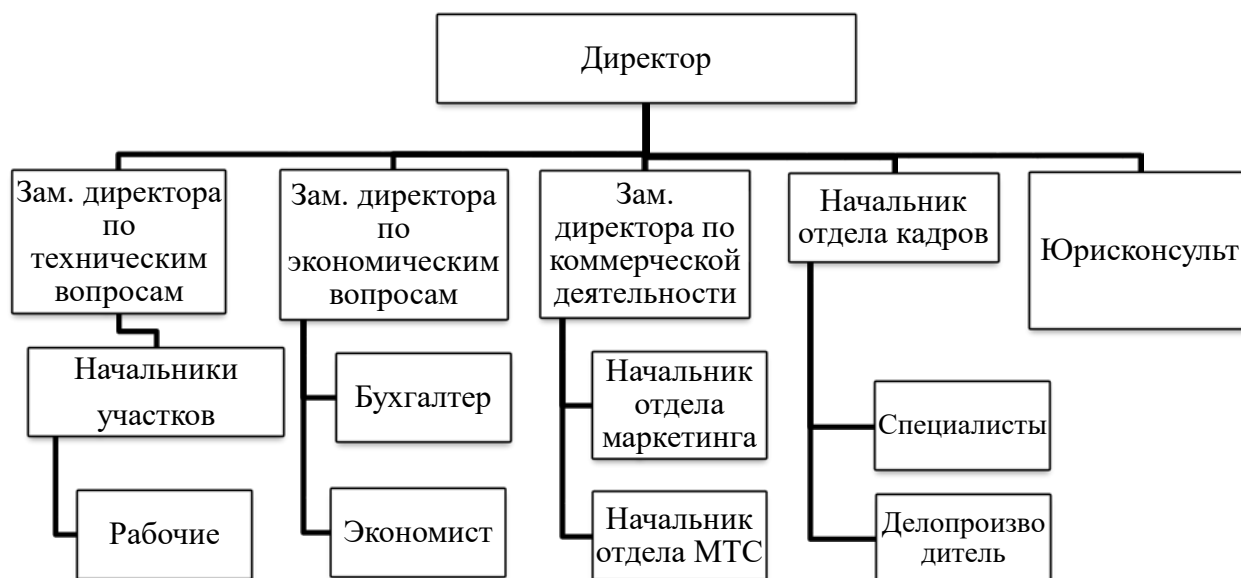 Директор
Зам. директора
по
техническим
вопросам
Зам. директора
по
экономическим
вопросам
Зам.
директора по
коммерческой
деятельности
Начальник
отдела кадров
Юрисконсульт
Начальники
участков
Рабочие
Бухгалтер
Экономист
Начальник
отдела
маркетинга
Начальник
отдела МТС
Специалисты
Делопроизво
дитель